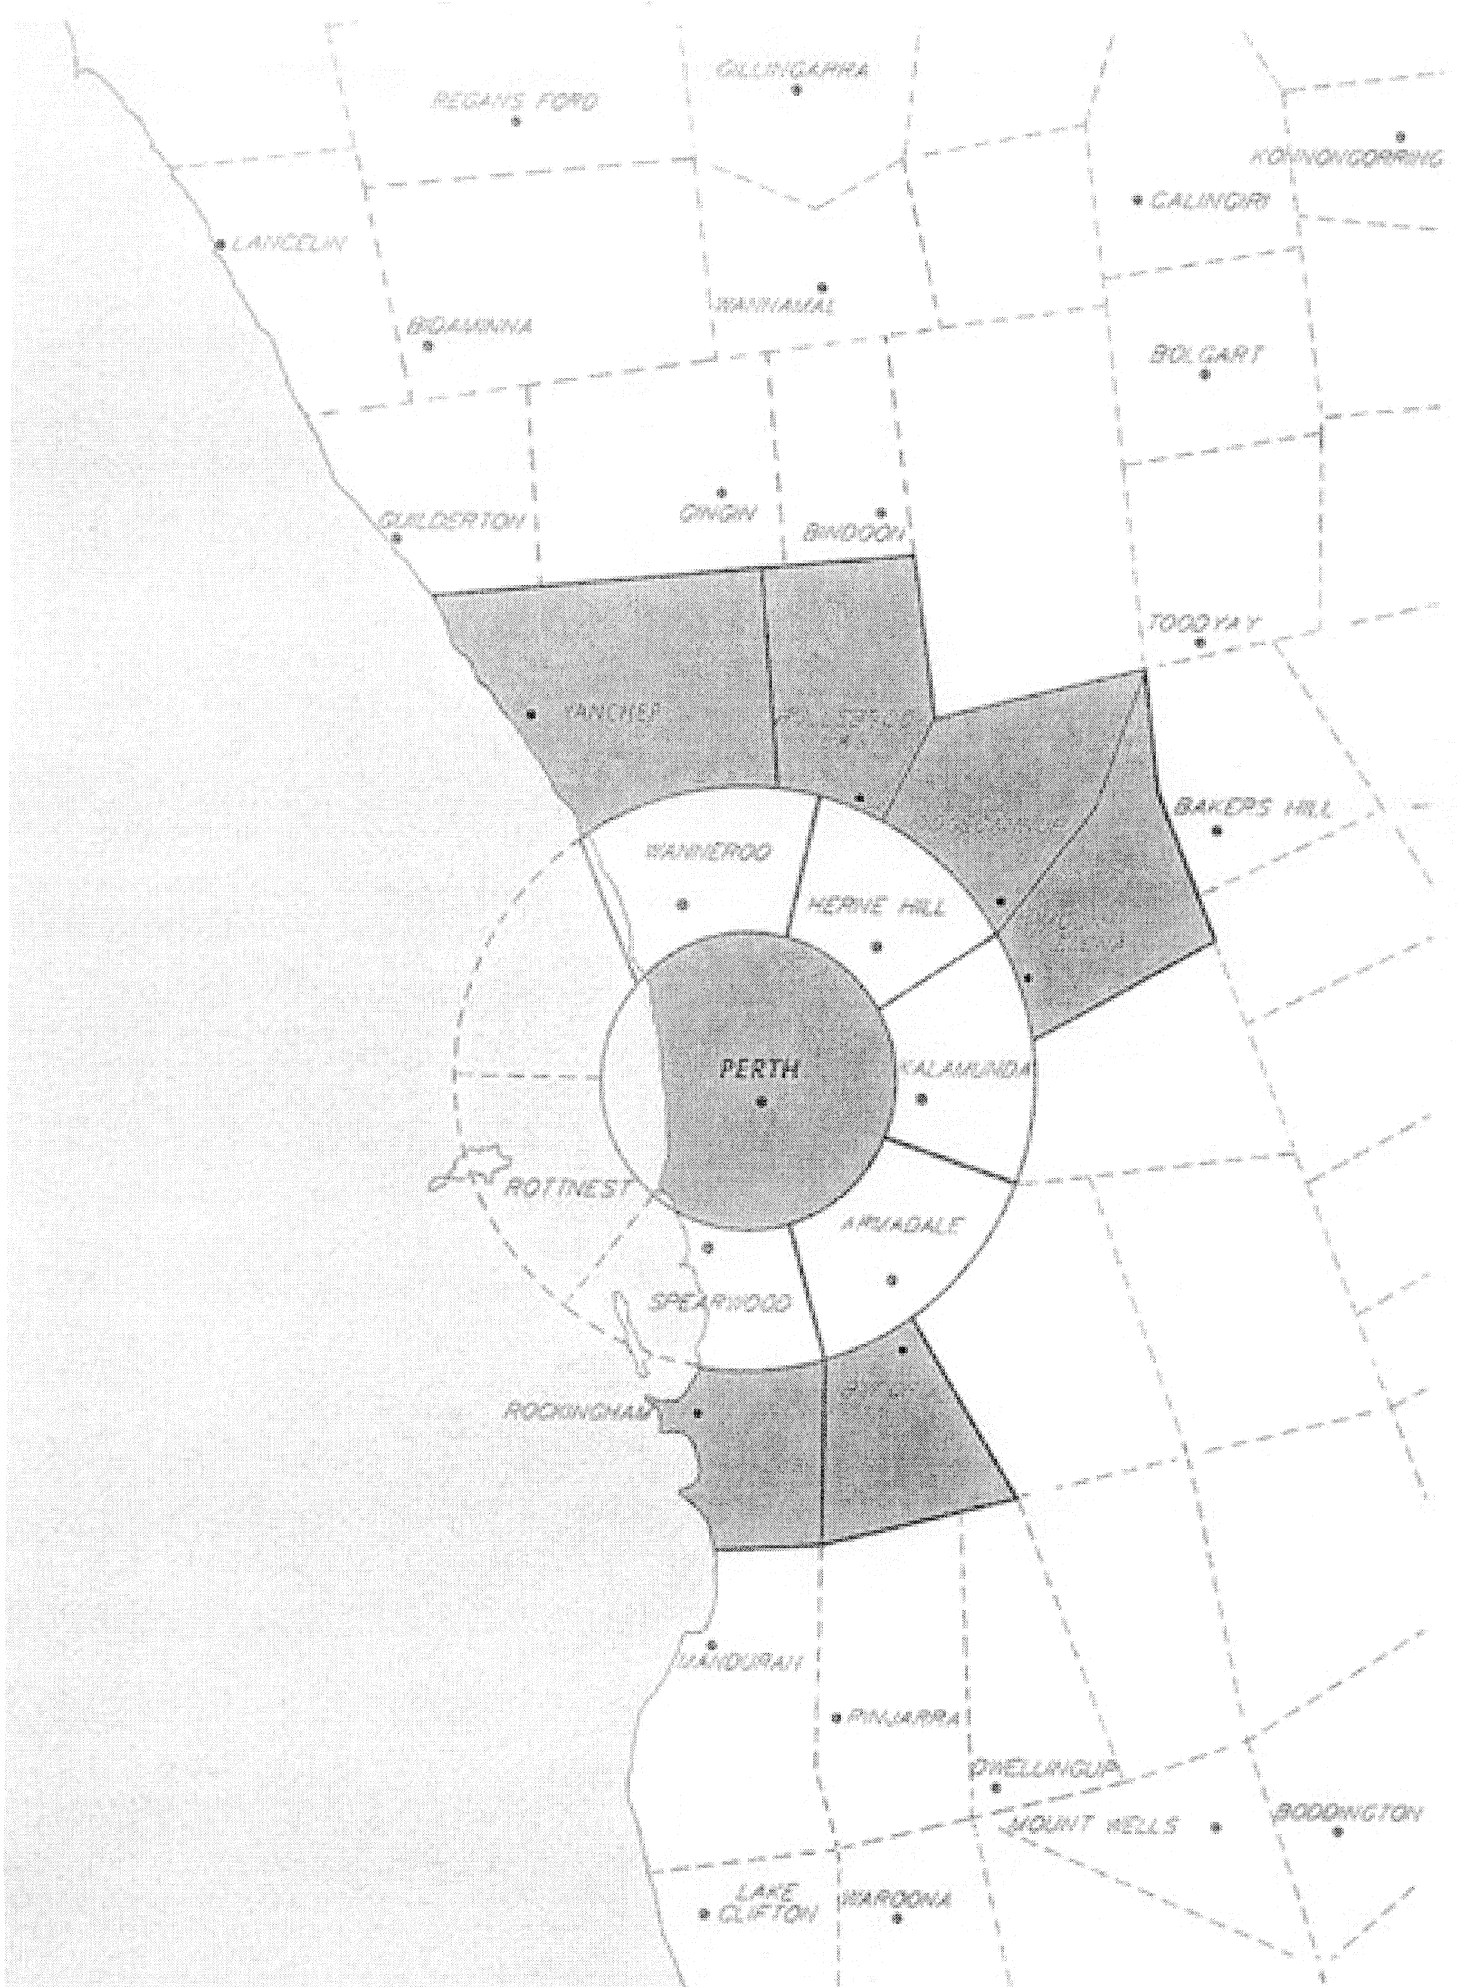 GILLINGARRA
REGANS FORD
KONNONGORRING
CALINGIRI
LANCELIN
WANNAMAL
BIDAMINNA
BOLGART
GUILDERTON
GINGIN
BINDOON
TOODYAY
YANCHEP
BAKERS HILL
WANNEROO
HERNE HILL
PERTH
KALAMUNDA
ROTTNEST
ARMADALE
SPEARWOOD
ROCKINGHAM
MANDURAH
PINJARRA
DWELLINGUP
MOUNT WELLS
BODDINGTON
LAKE
CLIFTON
WAROONA